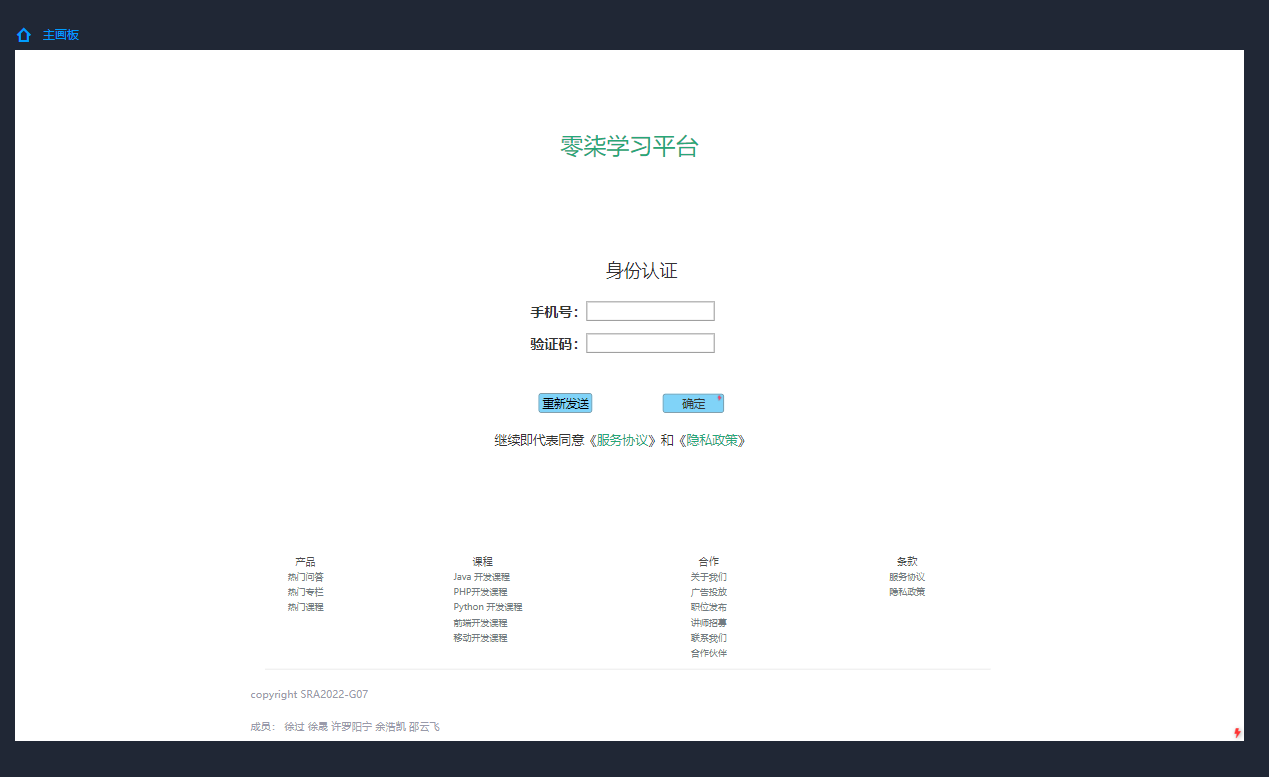 主画板
零柒学习平台
身份认证
手机号：
验证码：
重新发送 确定
继续即代表同意《服务协议》和《隐私政策》
产品 课程 合作 条款
热门问答 Java 开发课程 关于我们 服务协议
热门专栏 PHP开发课程 广告投放 隐私政策
热门课程 Python 开发课程 职位发布
前端开发课程 讲师招募
移动开发课程 联系我们
合作伙伴
copyright SRA2022-G07
成员： 徐过 徐晟 许罗阳宁 余浩凯 邵云飞